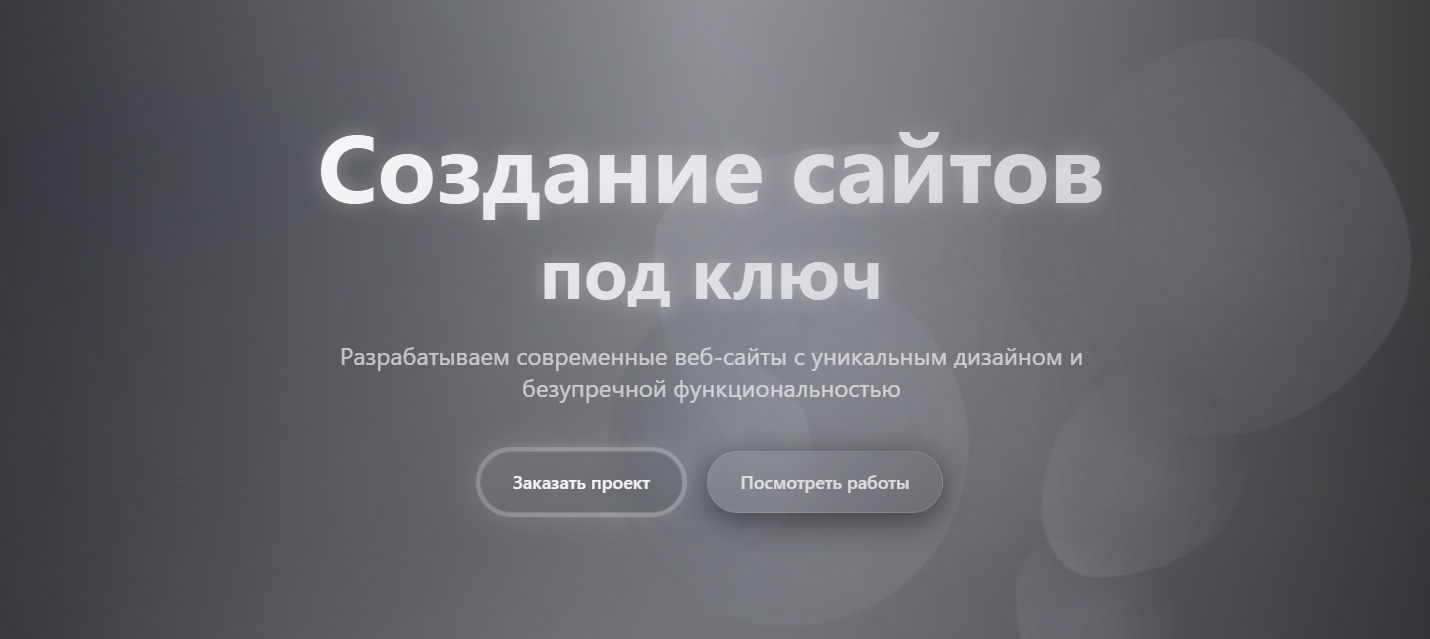 Создание сайтов
под ключ
Разрабатываем современные веб-сайты с уникальным дизайном и
безупречной функциональностью
Заказать проект
Посмотреть работы